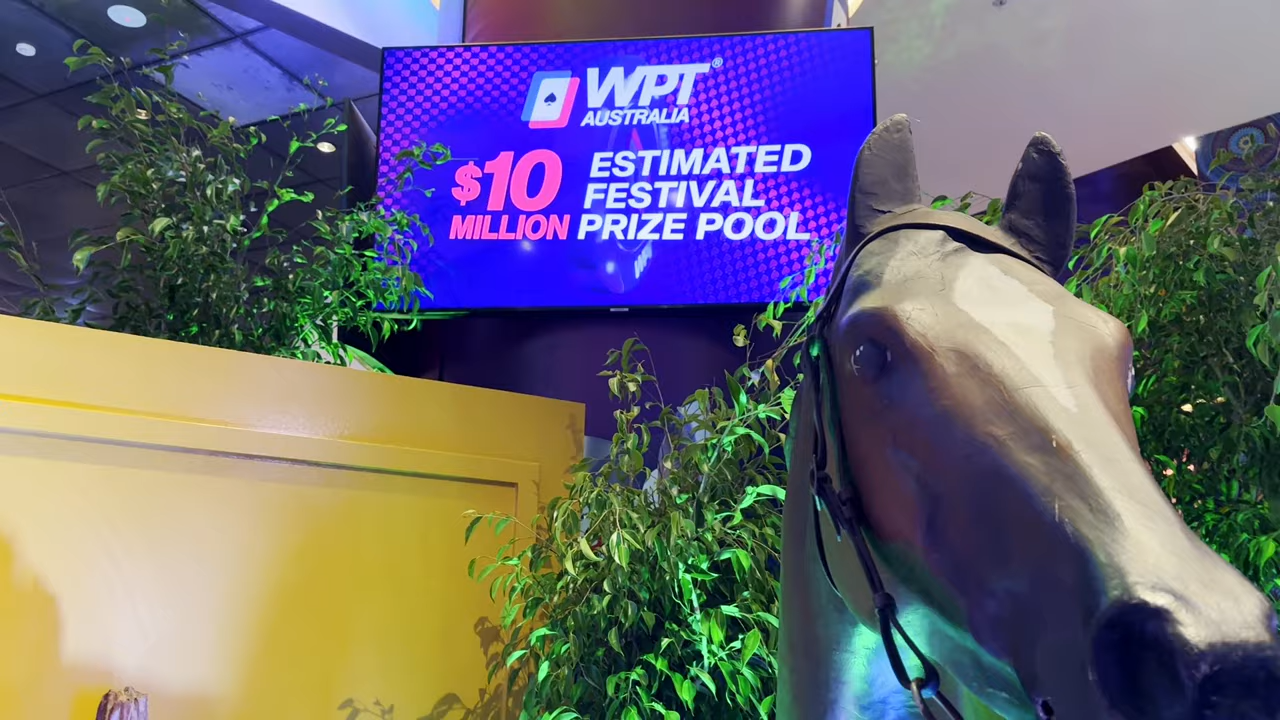 WPT®
AUSTRALIA
$10
MILLION
ESTIMATED
FESTIVAL
PRIZE POOL